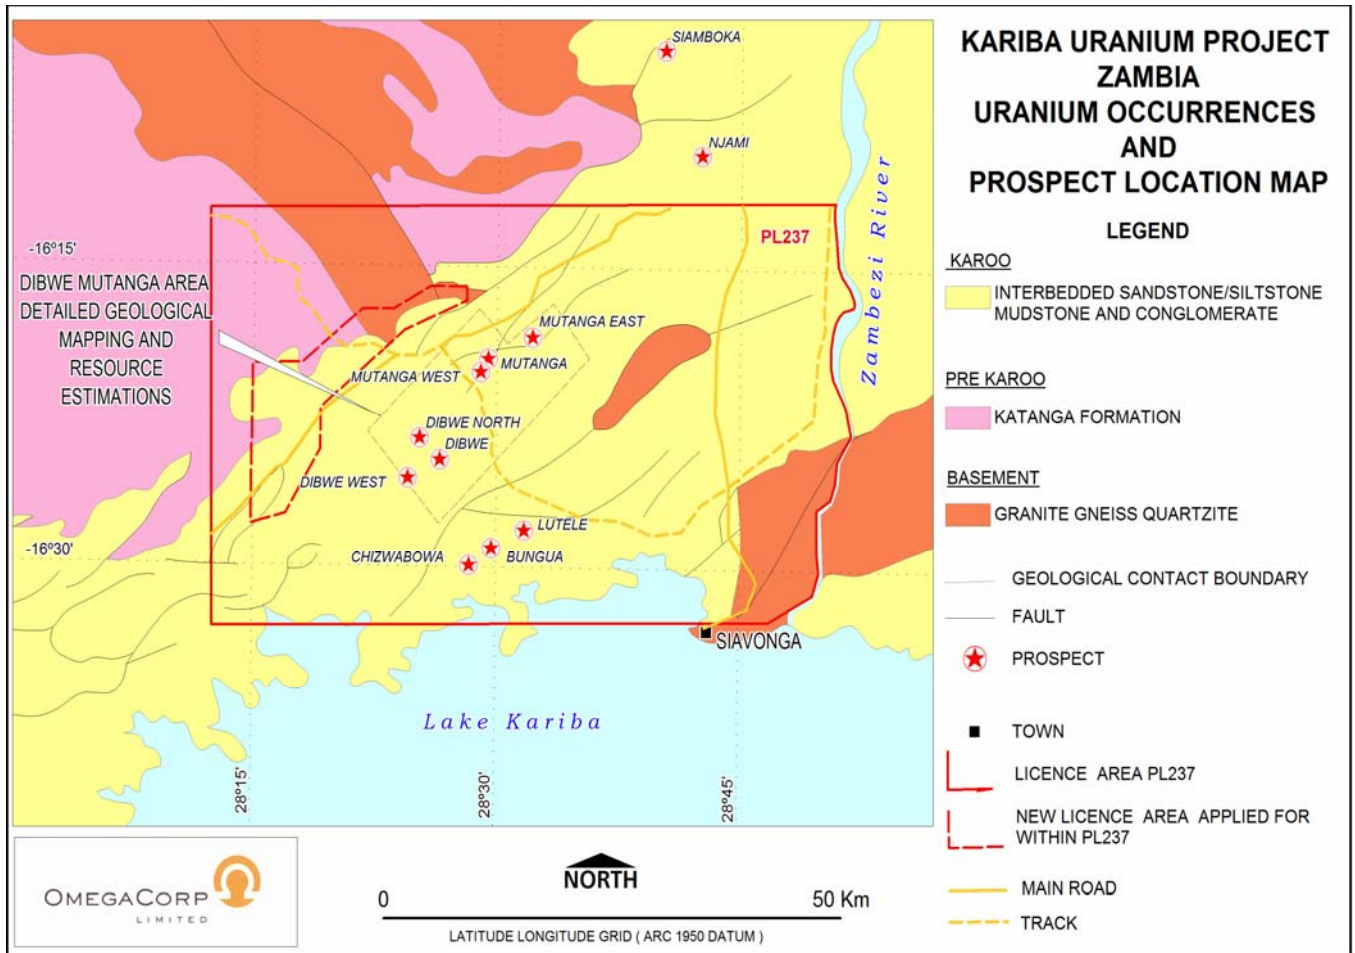 KARIBA URANIUM PROJECT
ZAMBIA
URANIUM OCCURRENCES
AND
PROSPECT LOCATION MAP
LEGEND
KAROO
INTERBEDDED SANDSTONE/SILTSTONE
MUDSTONE AND CONGLOMERATE
PRE KAROO
KATANGA FORMATION
BASEMENT
GRANITE GNEISS QUARTZITE
GEOLOGICAL CONTACT BOUNDARY
FAULT
PROSPECT
TOWN
LICENCE AREA PL237
NEW LICENCE AREA APPLIED FOR
WITHIN PL237
MAIN ROAD
TRACK
SIAMBOKA
NJAMI
PL237
Zambezi River
-16º15'
DIBWE MUTANGA AREA
DETAILED GEOLOGICAL
MAPPING AND
RESOURCE
ESTIMATIONS
MUTANGA EAST
MUTANGA
MUTANGA WEST
DIBWE NORTH
DIBWE
DIBWE WEST
LUTELE
BUNGUA
CHIZWABOWA
-16º30'
SIAVONGA
Lake Kariba
28º15'
28º30'
28º45'
OMEGACORP
LIMITED
NORTH
0
50 Km
LATITUDE LONGITUDE GRID ( ARC 1950 DATUM )